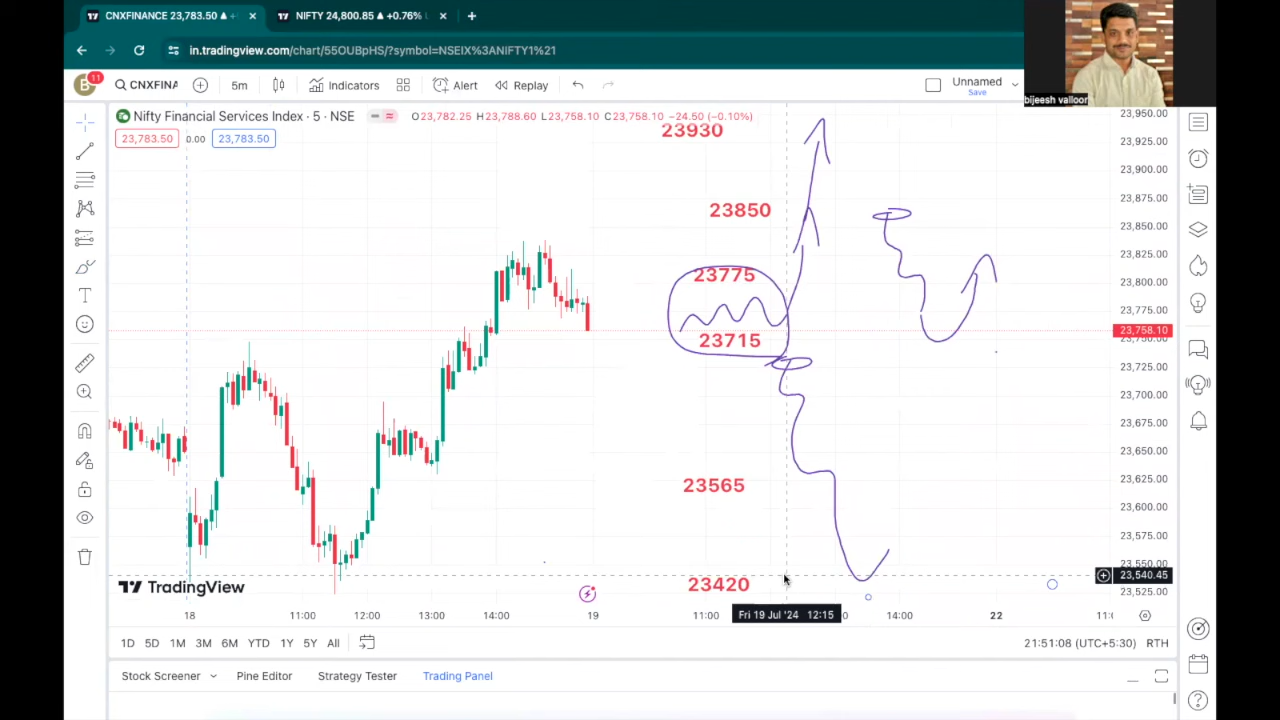 CNXFINANCE 23,783.50 ▲ +
NIFTY 24,800.85 ▲ +0.76%
in.tradingview.com/chart/55OUBpHS/?symbol=NSEIX%3ANIFTY1%21
bijeesh valloor
B 11 CNXFINA 5m Indicators Alert Replay Unnamed
Save
Nifty Financial Services Index · 5 · NSE H23,788.60 L23,758.10 C23,758.10 −24.50 (−0.10%)
23,783.50 0.00 23,783.50
23930
23850
23775
23715
23565
23420
23,950.00
23,925.00
23,900.00
23,875.00
23,850.00
23,825.00
23,800.00
23,775.00
23,758.10
23,750.00
23,725.00
23,700.00
23,675.00
23,650.00
23,625.00
23,600.00
23,575.00
23,550.00
23,540.45
23,525.00
TradingView
18 11:00 12:00 13:00 14:00 19 11:00 Fri 19 Jul '24 12:15 14:00 22
1D 5D 1M 3M 6M YTD 1Y 5Y All 21:51:08 (UTC+5:30) RTH
Stock Screener Pine Editor Strategy Tester Trading Panel